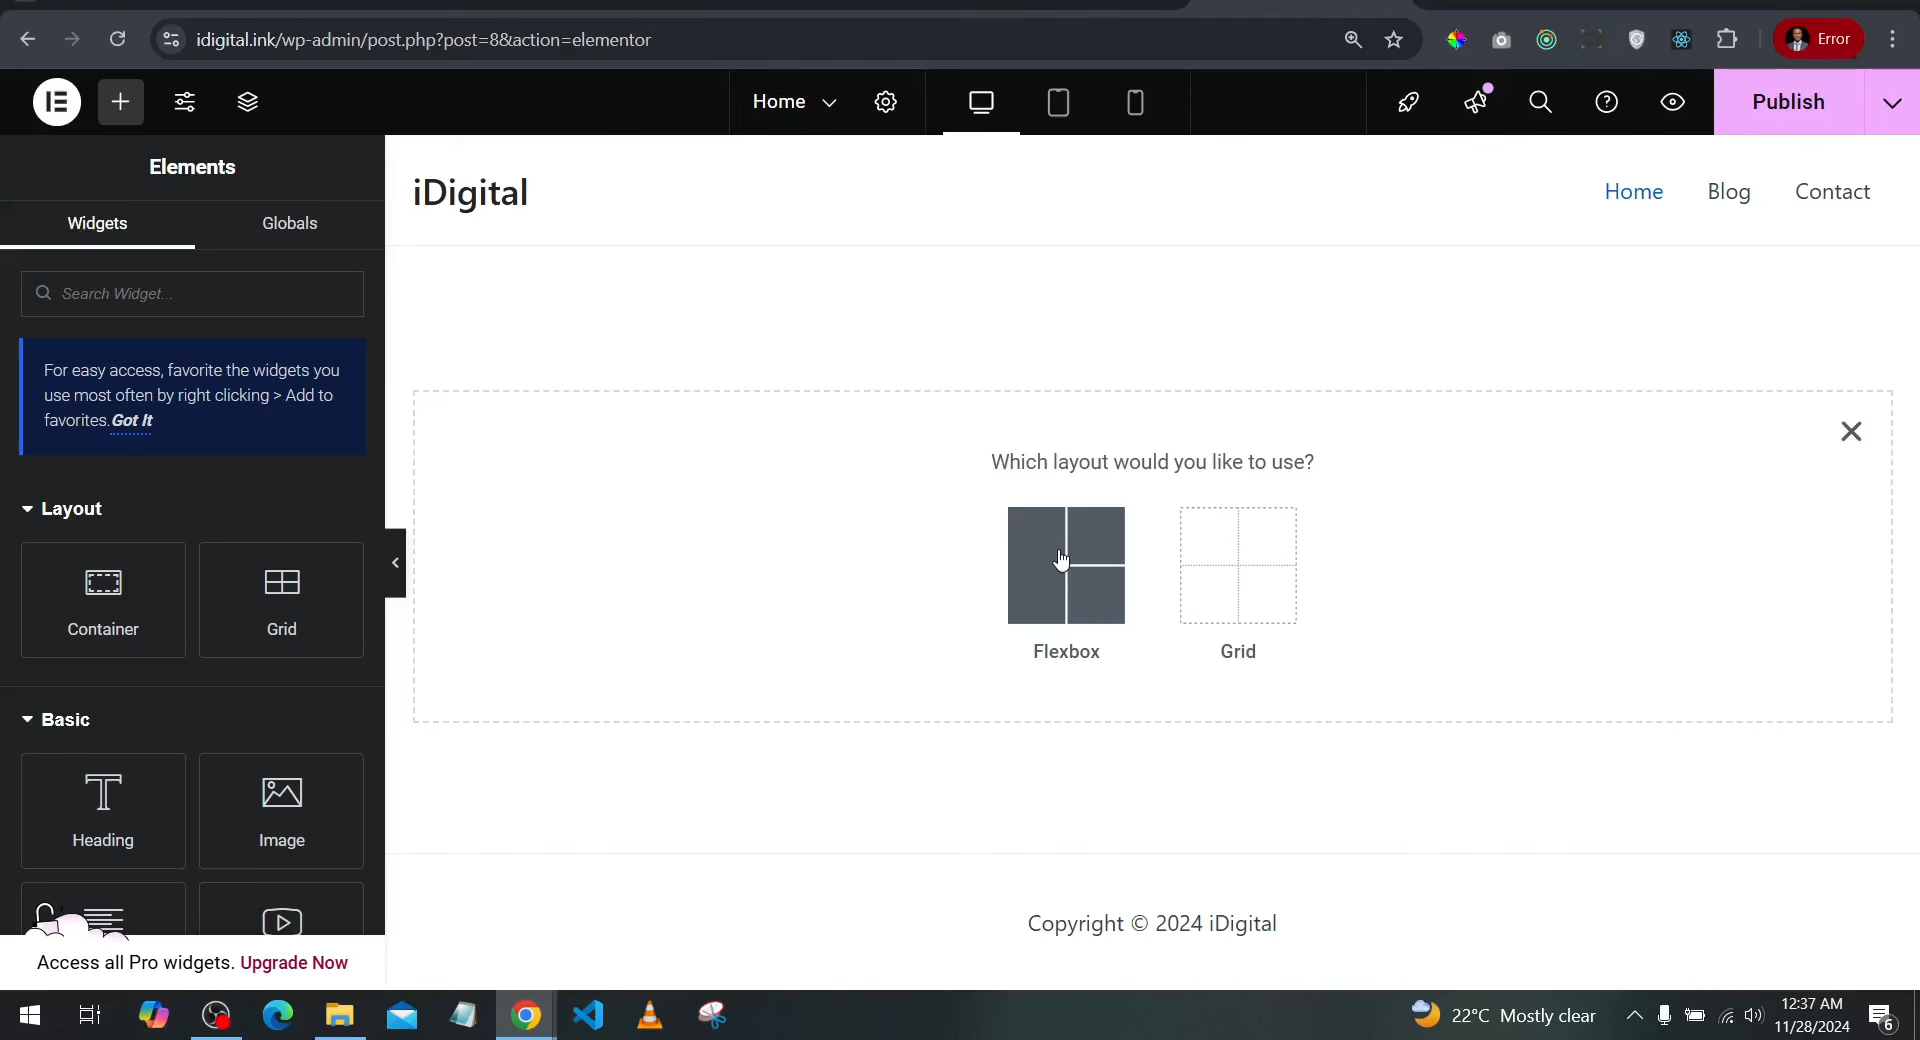 idigital.ink/wp-admin/post.php?post=8&action=elementor
Error
Home
Publish
Elements
Widgets
Globals
Search Widget...
For easy access, favorite the widgets you
use most often by right clicking > Add to
favorites. Got It
Layout
Container
Grid
Basic
Heading
Image
Access all Pro widgets. Upgrade Now
iDigital
Home
Blog
Contact
Which layout would you like to use?
Flexbox
Grid
Copyright © 2024 iDigital
22°C Mostly clear
12:37 AM
11/28/2024
6